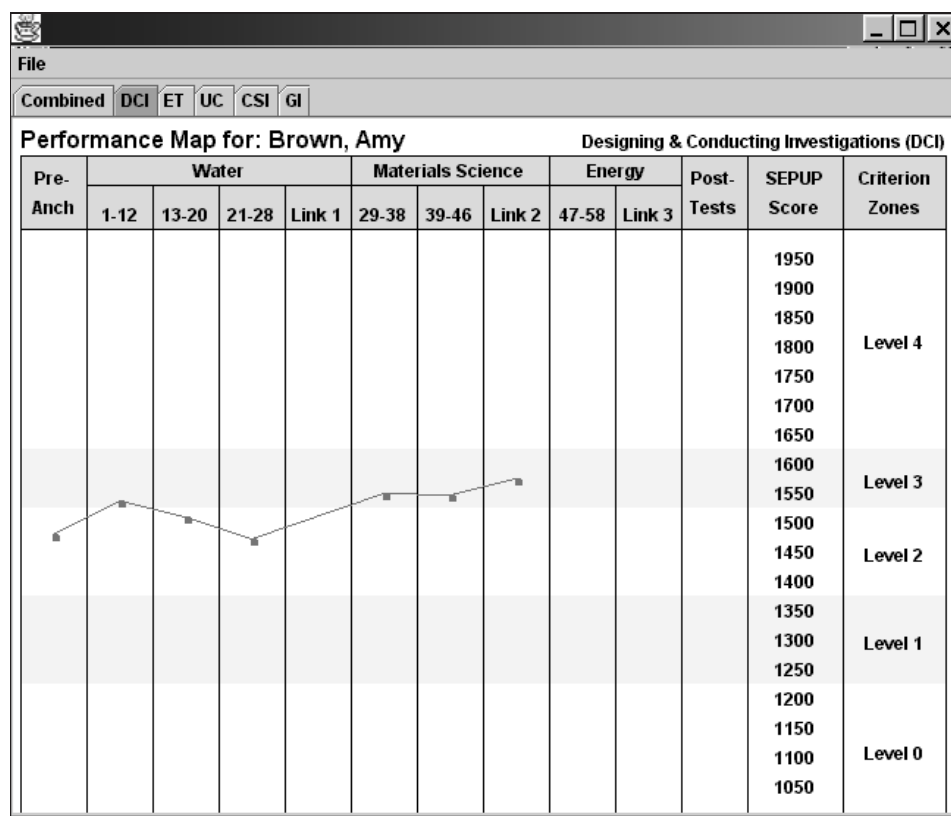 File
Combined DCI ET UC CSI GI
Performance Map for: Brown, Amy Designing & Conducting Investigations (DCI)
Pre-Anch Water Materials Science Energy Post-Tests SEPUP Score Criterion Zones
1-12 13-20 21-28 Link 1 29-38 39-46 Link 2 47-58 Link 3
1950
1900
1850
1800 Level 4
1750
1700
1650
1600
1550 Level 3
1500
1450 Level 2
1400
1350
1300 Level 1
1250
1200
1150
1100 Level 0
1050